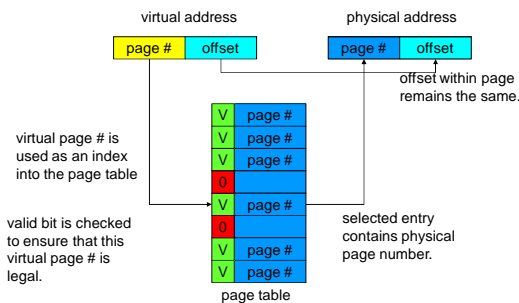 virtual address
physical address
page # offset
page # offset
offset within page
remains the same.
V page #
V page #
V page #
0
V page #
0
V page #
V page #
virtual page # is
used as an index
into the page table
valid bit is checked
to ensure that this
virtual page # is
legal.
selected entry
contains physical
page number.
page table